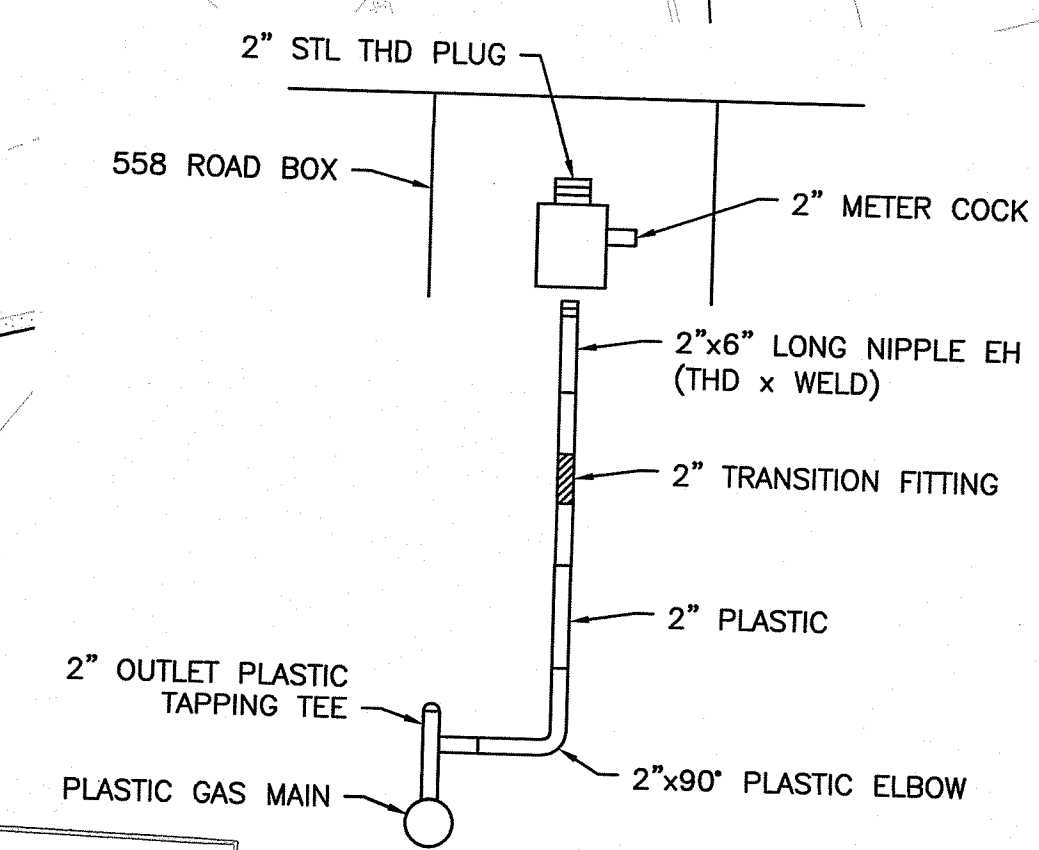 2” STL THD PLUG
558 ROAD BOX
2” METER COCK
2”x6” LONG NIPPLE EH
(THD x WELD)
2” TRANSITION FITTING
2” PLASTIC
2” OUTLET PLASTIC
TAPPING TEE
2”x90° PLASTIC ELBOW
PLASTIC GAS MAIN